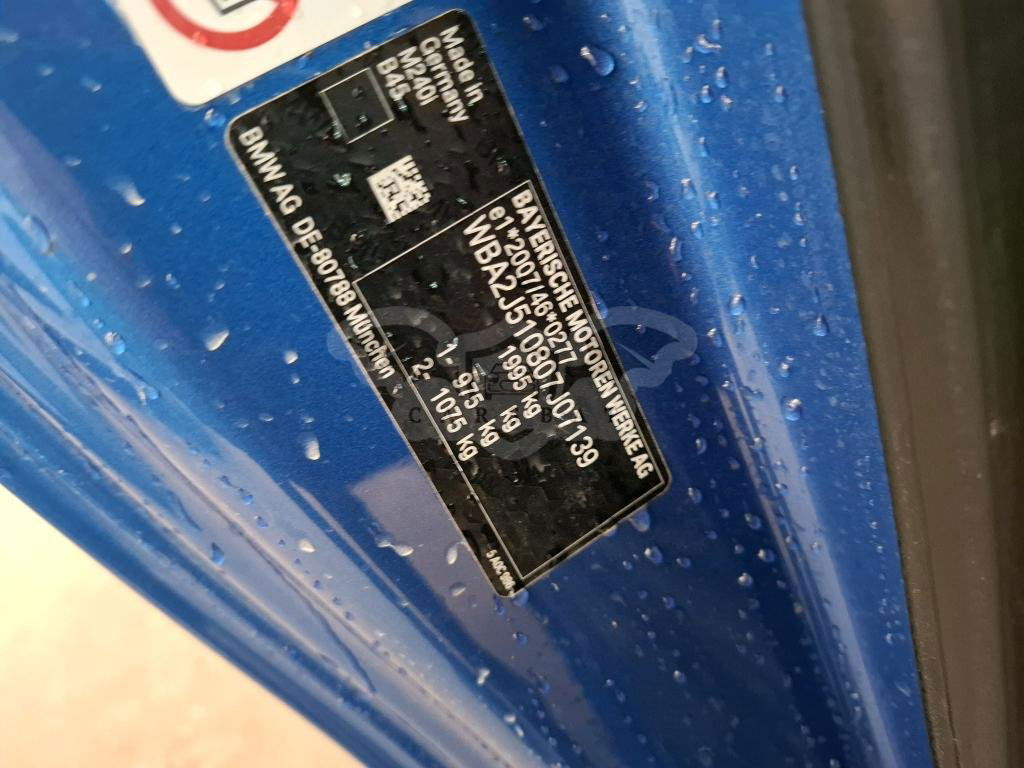 Made in
Germany
M240i
B45
BAYERISCHE MOTOREN WERKE AG
e1*2007/46*0277
WBA2J510807J07139
1995 kg
1- 975 kg
2- 1075 kg
BMW AG DE-80788 München